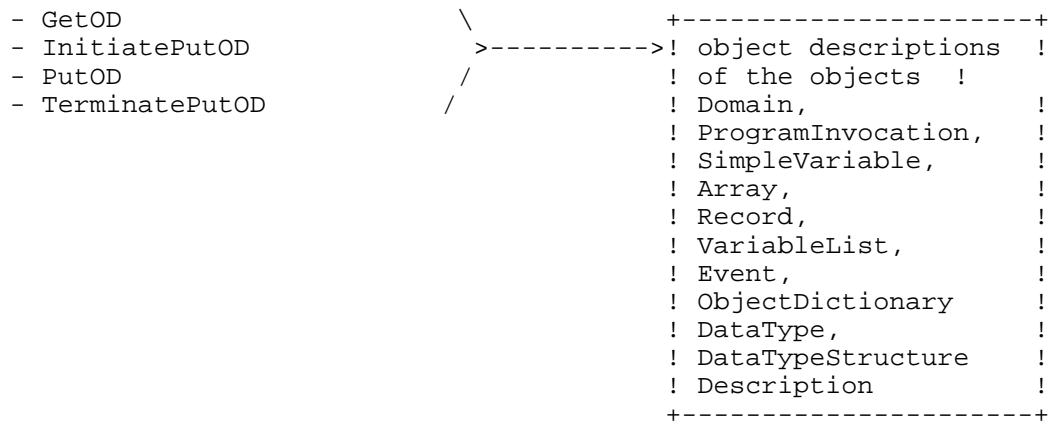 - GetOD                      \              +-----------------------+
- InitiatePutOD               >---------->! object descriptions   !
- PutOD                      /              ! of the objects  !
- TerminatePutOD            /               ! Domain,               !
                                            ! ProgramInvocation,    !
                                            ! SimpleVariable,       !
                                            ! Array,                !
                                            ! Record,               !
                                            ! VariableList,         !
                                            ! Event,                !
                                            ! ObjectDictionary      !
                                            ! DataType,             !
                                            ! DataTypeStructure     !
                                            ! Description           !
                                            +-----------------------+